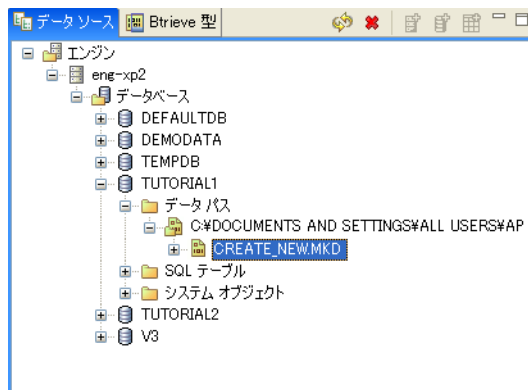 データ ソース Btrieve 型
エンジン
eng-xp2
データベース
DEFAULTDB
DEMODATA
TEMPDB
TUTORIAL1
データ パス
C:¥DOCUMENTS AND SETTINGS¥ALL USERS¥AP
CREATE_NEW.MKD
SQL テーブル
システム オブジェクト
TUTORIAL2
V3